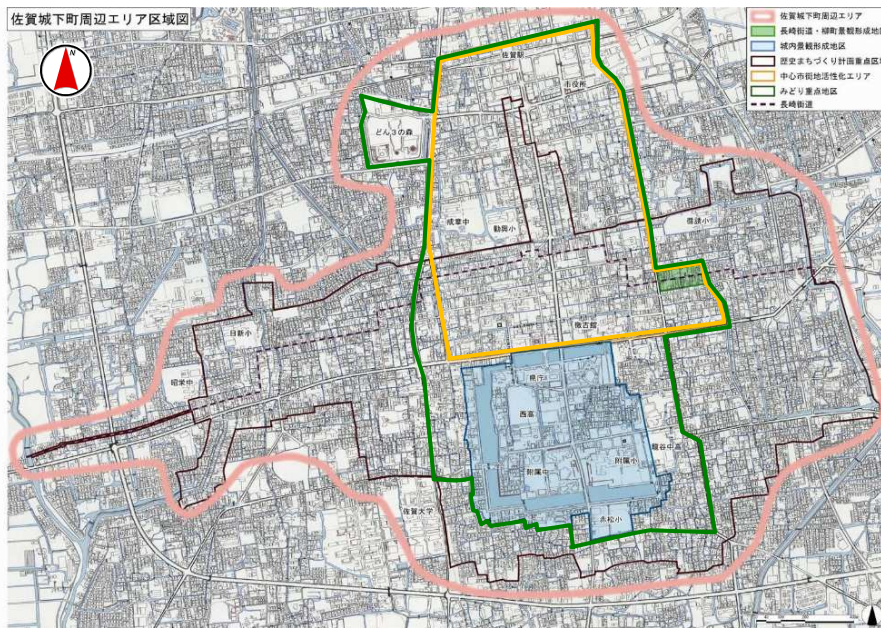 佐賀城下町周辺エリア区域図
佐賀城下町周辺エリア
長崎街道・柳町景観形成地区
城内景観形成地区
歴史まちづくり計画重点区域
中心市街地活性化エリア
みどり重点地区
長崎街道
N
佐賀駅
市役所
どん3の森
成章中
勧興小
循誘小
日新小
徴古館
昭栄中
県庁
西高
龍谷中高
附属小
附属中
佐賀大学
赤松小